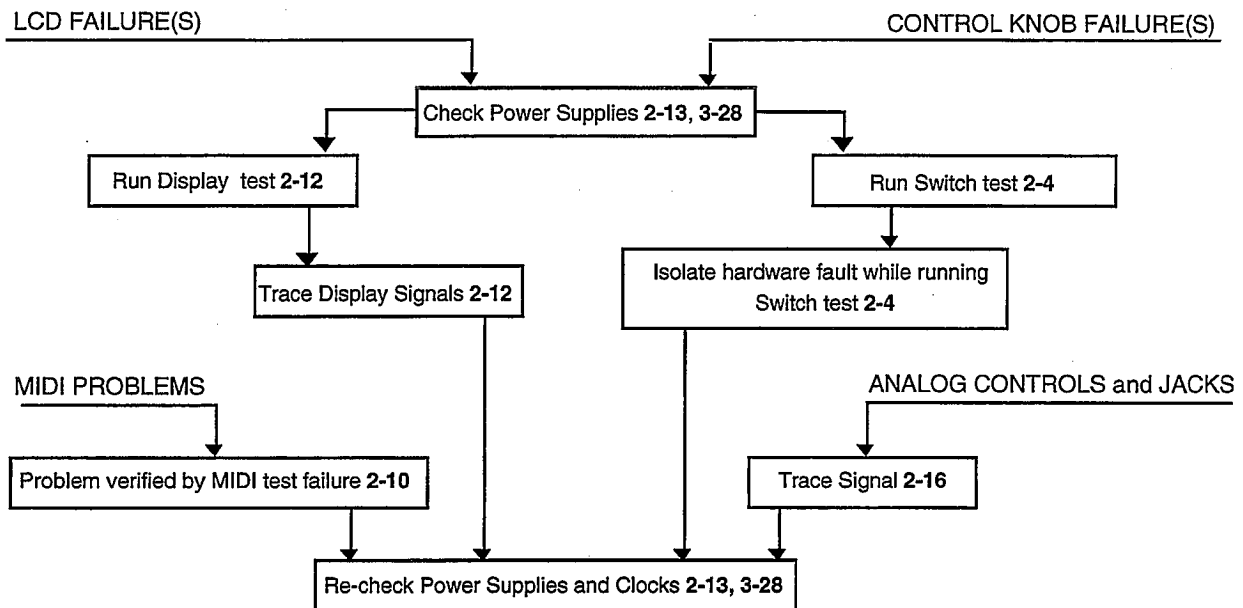 LCD FAILURE(S)
CONTROL KNOB FAILURE(S)
Check Power Supplies 2-13, 3-28
Run Display test 2-12
Run Switch test 2-4
Trace Display Signals 2-12
Isolate hardware fault while running
Switch test 2-4
MIDI PROBLEMS
ANALOG CONTROLS and JACKS
Problem verified by MIDI test failure 2-10
Trace Signal 2-16
Re-check Power Supplies and Clocks 2-13, 3-28